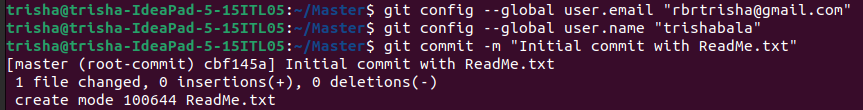 trisha@trisha-IdeaPad-5-15ITL05:~/Master$ git config --global user.email "rbrtrisha@gmail.com"
trisha@trisha-IdeaPad-5-15ITL05:~/Master$ git config --global user.name "trishabala"
trisha@trisha-IdeaPad-5-15ITL05:~/Master$ git commit -m "Initial commit with ReadMe.txt"
[master (root-commit) cbf145a] Initial commit with ReadMe.txt
 1 file changed, 0 insertions(+), 0 deletions(-)
 create mode 100644 ReadMe.txt